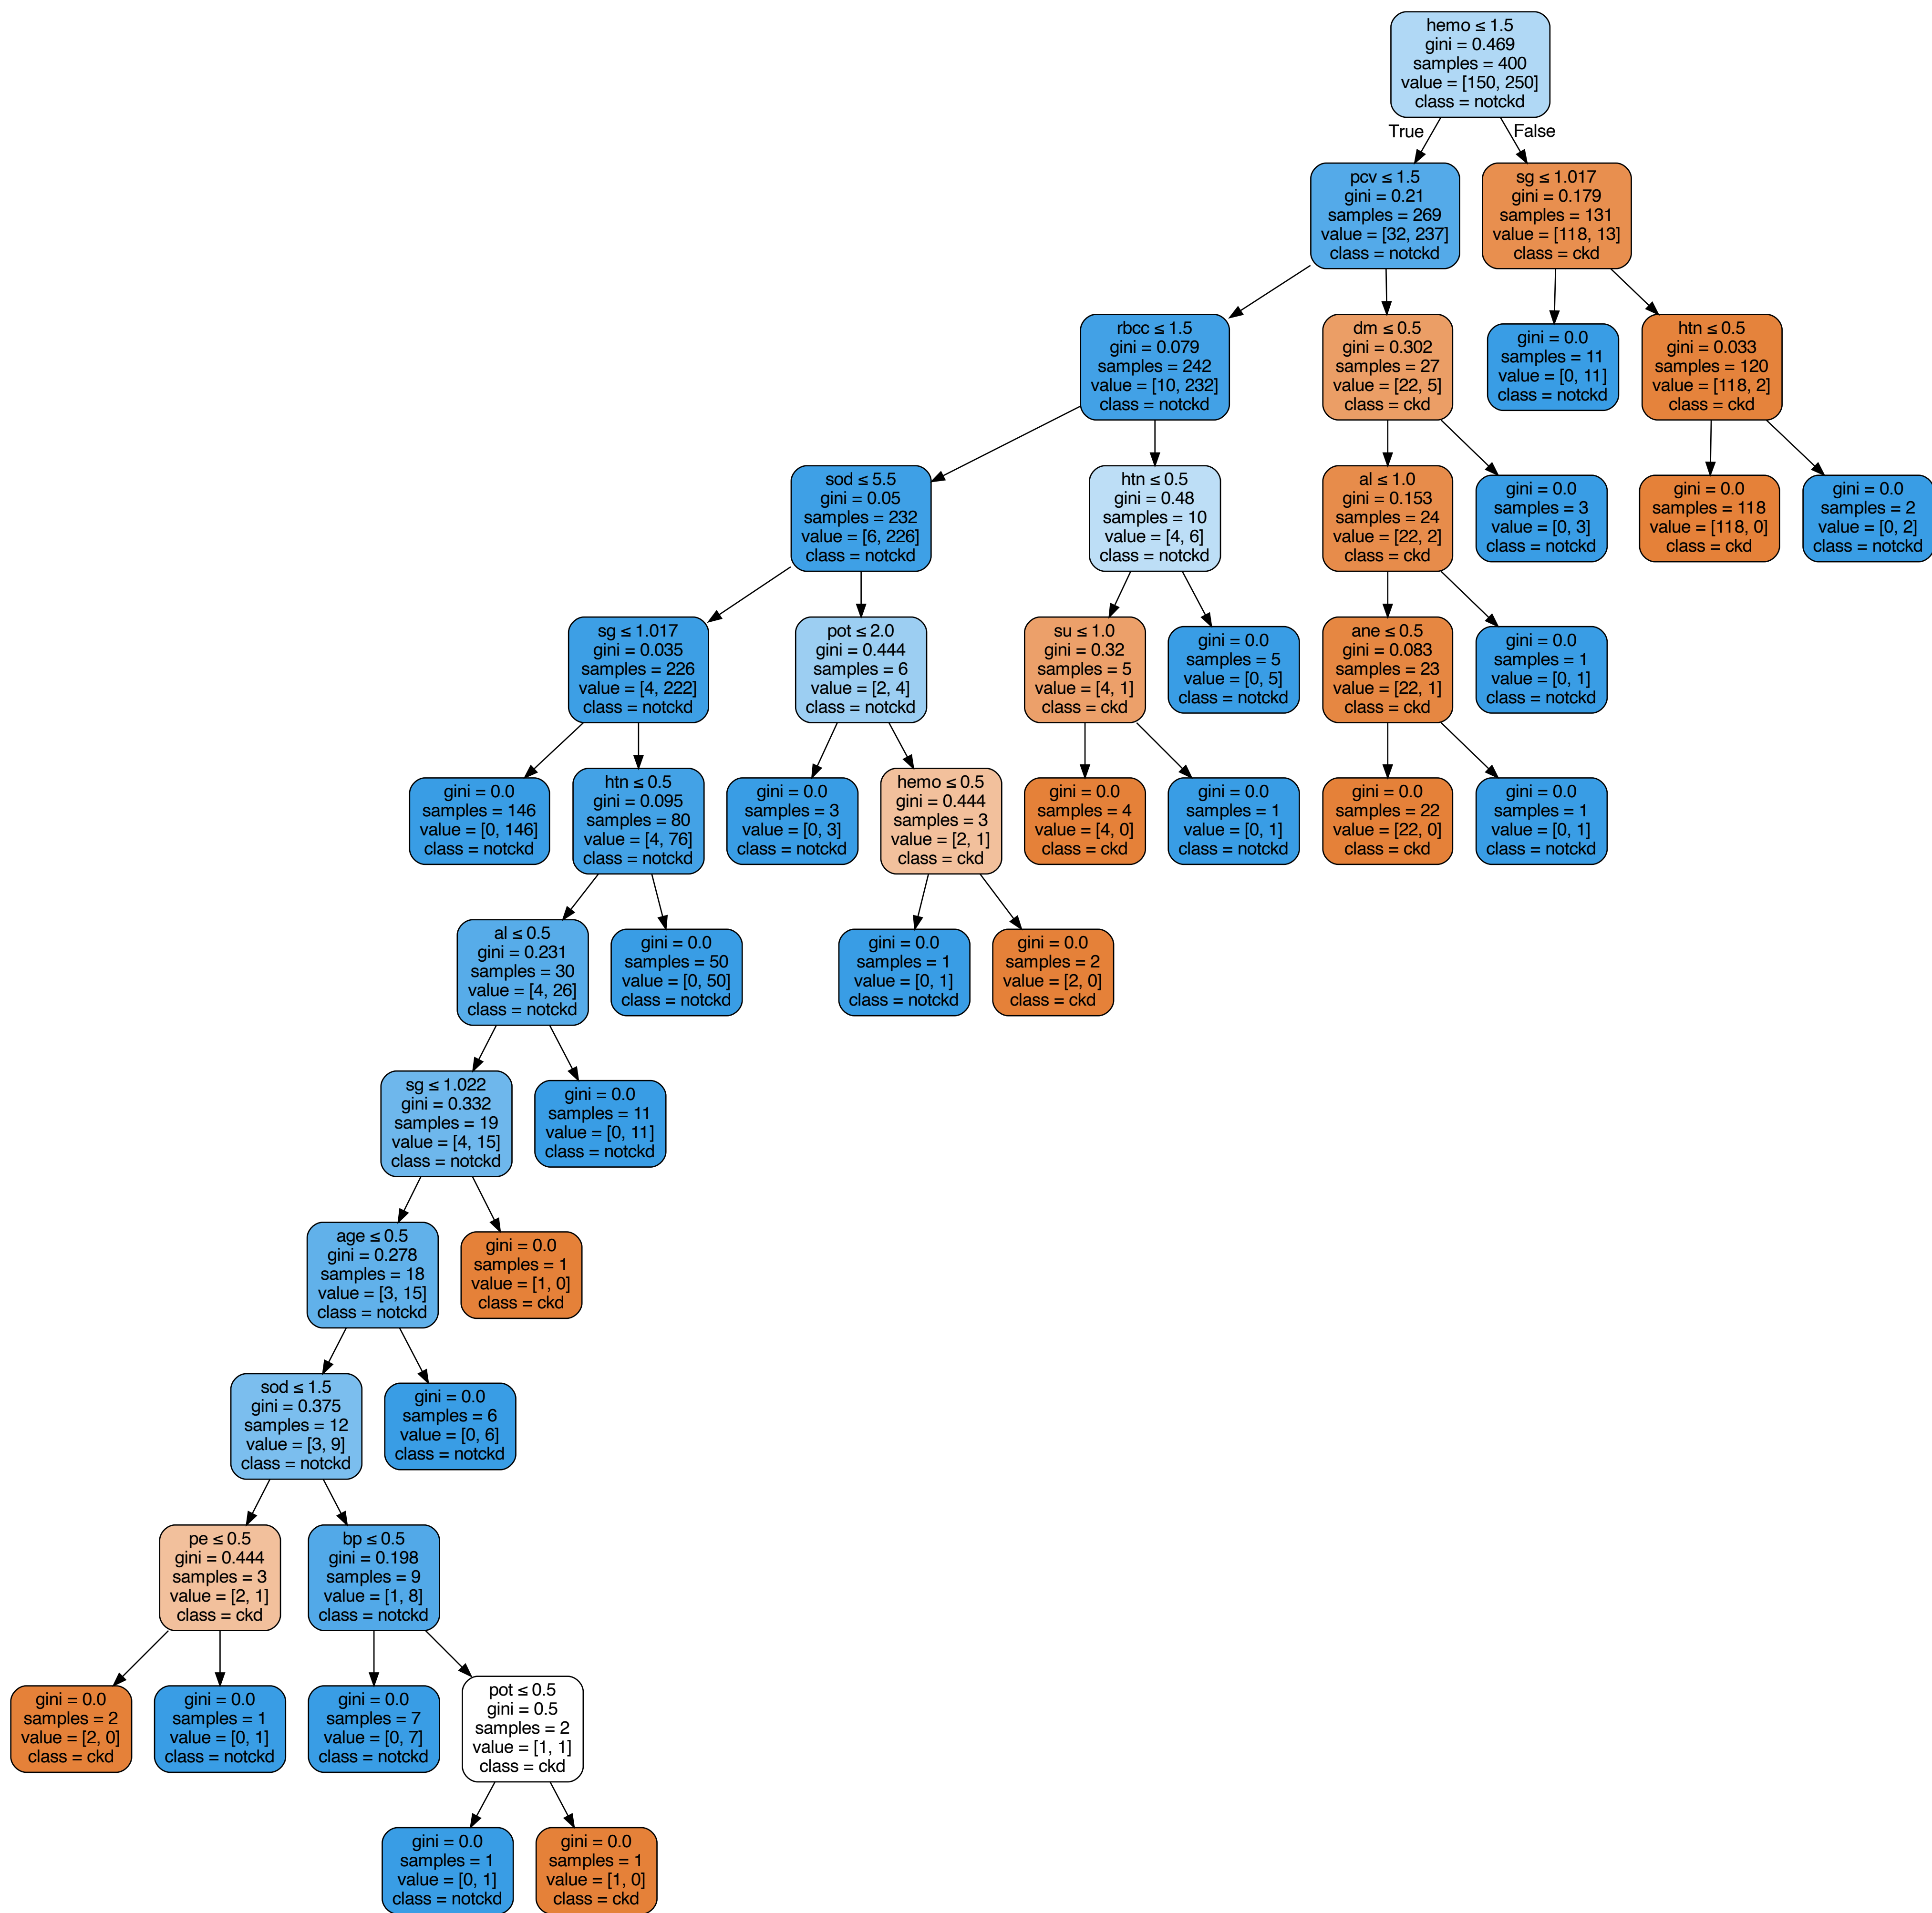 hemo ≤ 1.5
gini = 0.469
samples = 400
value = [150, 250]
class = notckd
True
False
pcv ≤ 1.5
gini = 0.21
samples = 269
value = [32, 237]
class = notckd
sg ≤ 1.017
gini = 0.179
samples = 131
value = [118, 13]
class = ckd
rbcc ≤ 1.5
gini = 0.079
samples = 242
value = [10, 232]
class = notckd
dm ≤ 0.5
gini = 0.302
samples = 27
value = [22, 5]
class = ckd
gini = 0.0
samples = 11
value = [0, 11]
class = notckd
htn ≤ 0.5
gini = 0.033
samples = 120
value = [118, 2]
class = ckd
sod ≤ 5.5
gini = 0.05
samples = 232
value = [6, 226]
class = notckd
htn ≤ 0.5
gini = 0.48
samples = 10
value = [4, 6]
class = notckd
al ≤ 1.0
gini = 0.153
samples = 24
value = [22, 2]
class = ckd
gini = 0.0
samples = 3
value = [0, 3]
class = notckd
gini = 0.0
samples = 118
value = [118, 0]
class = ckd
gini = 0.0
samples = 2
value = [0, 2]
class = notckd
sg ≤ 1.017
gini = 0.035
samples = 226
value = [4, 222]
class = notckd
pot ≤ 2.0
gini = 0.444
samples = 6
value = [2, 4]
class = notckd
su ≤ 1.0
gini = 0.32
samples = 5
value = [4, 1]
class = ckd
gini = 0.0
samples = 5
value = [0, 5]
class = notckd
ane ≤ 0.5
gini = 0.083
samples = 23
value = [22, 1]
class = ckd
gini = 0.0
samples = 1
value = [0, 1]
class = notckd
gini = 0.0
samples = 146
value = [0, 146]
class = notckd
htn ≤ 0.5
gini = 0.095
samples = 80
value = [4, 76]
class = notckd
gini = 0.0
samples = 3
value = [0, 3]
class = notckd
hemo ≤ 0.5
gini = 0.444
samples = 3
value = [2, 1]
class = ckd
gini = 0.0
samples = 4
value = [4, 0]
class = ckd
gini = 0.0
samples = 1
value = [0, 1]
class = notckd
gini = 0.0
samples = 22
value = [22, 0]
class = ckd
gini = 0.0
samples = 1
value = [0, 1]
class = notckd
al ≤ 0.5
gini = 0.231
samples = 30
value = [4, 26]
class = notckd
gini = 0.0
samples = 50
value = [0, 50]
class = notckd
gini = 0.0
samples = 1
value = [0, 1]
class = notckd
gini = 0.0
samples = 2
value = [2, 0]
class = ckd
sg ≤ 1.022
gini = 0.332
samples = 19
value = [4, 15]
class = notckd
gini = 0.0
samples = 11
value = [0, 11]
class = notckd
age ≤ 0.5
gini = 0.278
samples = 18
value = [3, 15]
class = notckd
gini = 0.0
samples = 1
value = [1, 0]
class = ckd
sod ≤ 1.5
gini = 0.375
samples = 12
value = [3, 9]
class = notckd
gini = 0.0
samples = 6
value = [0, 6]
class = notckd
pe ≤ 0.5
gini = 0.444
samples = 3
value = [2, 1]
class = ckd
bp ≤ 0.5
gini = 0.198
samples = 9
value = [1, 8]
class = notckd
gini = 0.0
samples = 2
value = [2, 0]
class = ckd
gini = 0.0
samples = 1
value = [0, 1]
class = notckd
gini = 0.0
samples = 7
value = [0, 7]
class = notckd
pot ≤ 0.5
gini = 0.5
samples = 2
value = [1, 1]
class = ckd
gini = 0.0
samples = 1
value = [0, 1]
class = notckd
gini = 0.0
samples = 1
value = [1, 0]
class = ckd